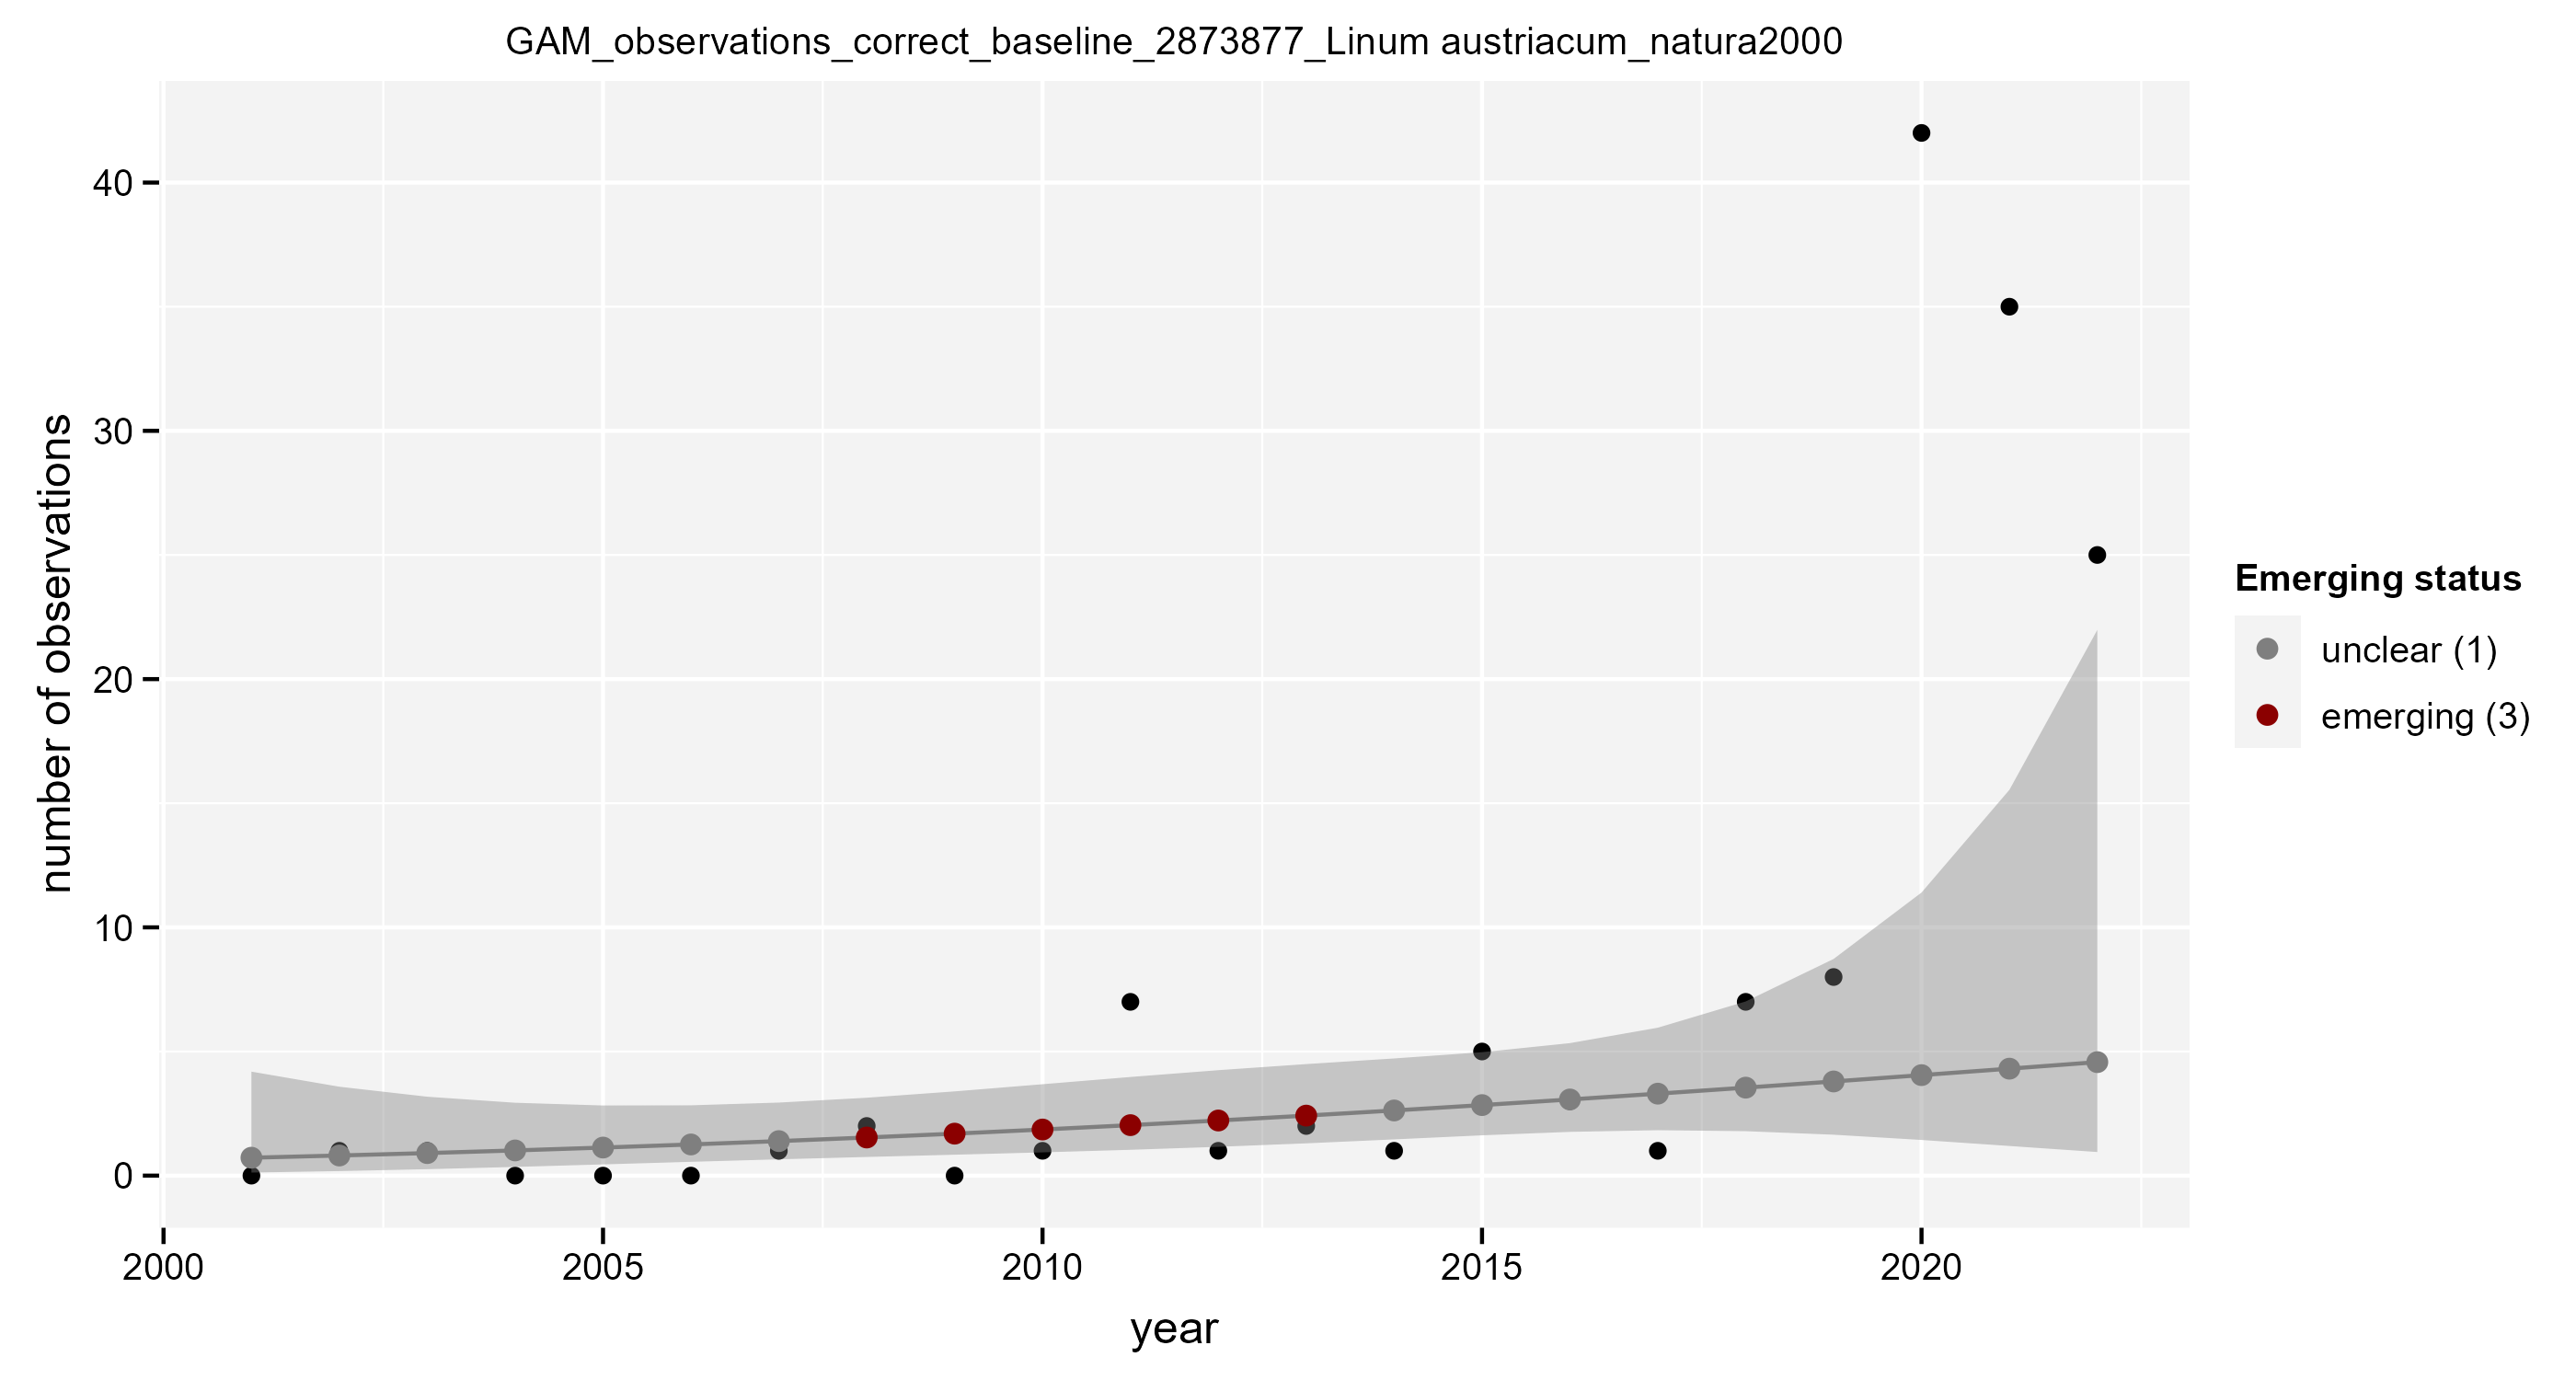 GAM_observations_correct_baseline_2873877_Linum austriacum_natura2000
number of observations
40
30
20
10
0
2000 2005 2010 2015 2020
year
Emerging status
unclear (1)
emerging (3)